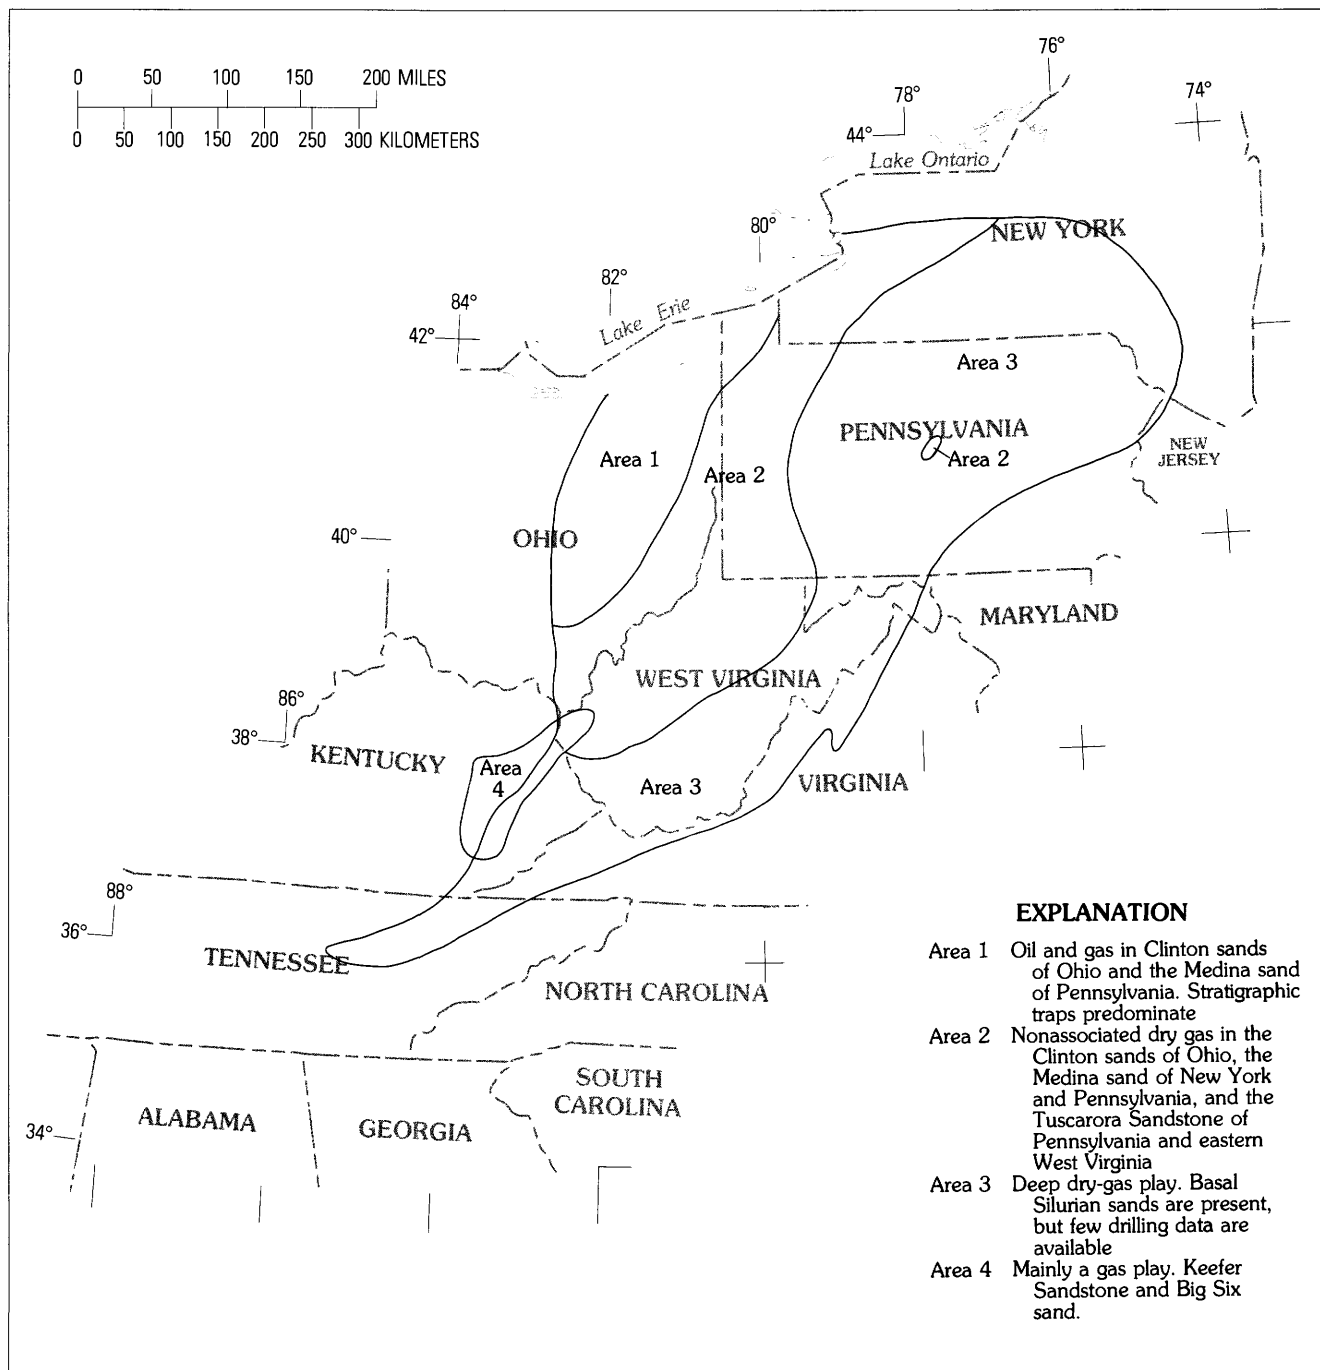 0 50 100 150 200 MILES
0 50 100 150 200 250 300 KILOMETERS
76°
78°
74°
44°
Lake Ontario
80°
NEW YORK
82°
84°
Lake Erie
42°
Area 3
PENNSYLVANIA
Area 2
NEW
JERSEY
Area 1
Area 2
40°
OHIO
MARYLAND
WEST VIRGINIA
86°
38°
KENTUCKY
Area
4
Area 3
VIRGINIA
88°
36°
TENNESSEE
NORTH CAROLINA
SOUTH
CAROLINA
ALABAMA
GEORGIA
34°
EXPLANATION
Area 1 Oil and gas in Clinton sands
of Ohio and the Medina sand
of Pennsylvania. Stratigraphic
traps predominate
Area 2 Nonassociated dry gas in the
Clinton sands of Ohio, the
Medina sand of New York
and Pennsylvania, and the
Tuscarora Sandstone of
Pennsylvania and eastern
West Virginia
Area 3 Deep dry-gas play. Basal
Silurian sands are present,
but few drilling data are
available
Area 4 Mainly a gas play. Keefer
Sandstone and Big Six
sand.